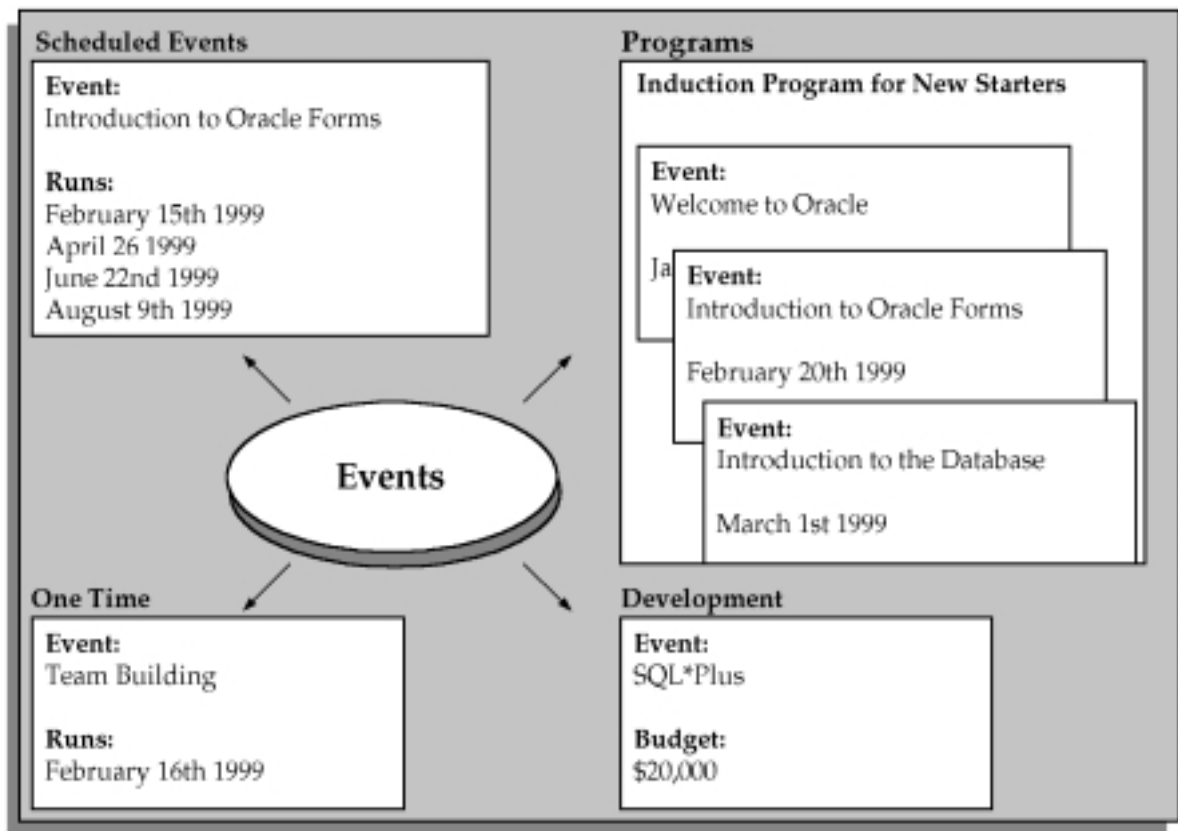 Scheduled Events
Event:
Introduction to Oracle Forms
Runs:
February 15th 1999
April 26 1999
June 22nd 1999
August 9th 1999
Programs
Induction Program for New Starters
Event:
Welcome to Oracle
Ja
Event:
Introduction to Oracle Forms
February 20th 1999
Event:
Introduction to the Database
March 1st 1999
Events
One Time
Event:
Team Building
Runs:
February 16th 1999
Development
Event:
SQL*Plus
Budget:
$20,000